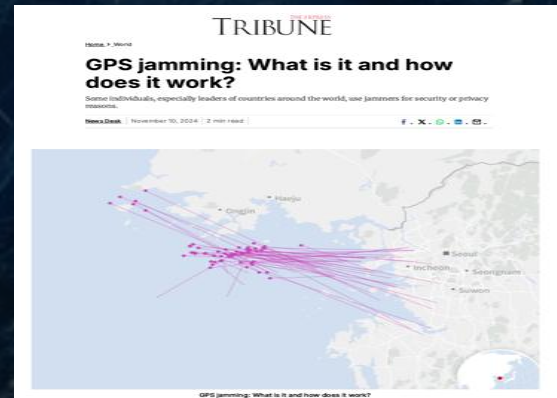 THE EXPRESS
TRIBUNE
Home > World
GPS jamming: What is it and how
does it work?
Some individuals, especially leaders of countries around the world, use jammers for security or privacy
reasons.
News Desk | November 10, 2024 | 2 min read
Haeju
Ongjin
Seoul
Incheon
Seongnam
Suwon
GPS jamming: What is it and how does it work?